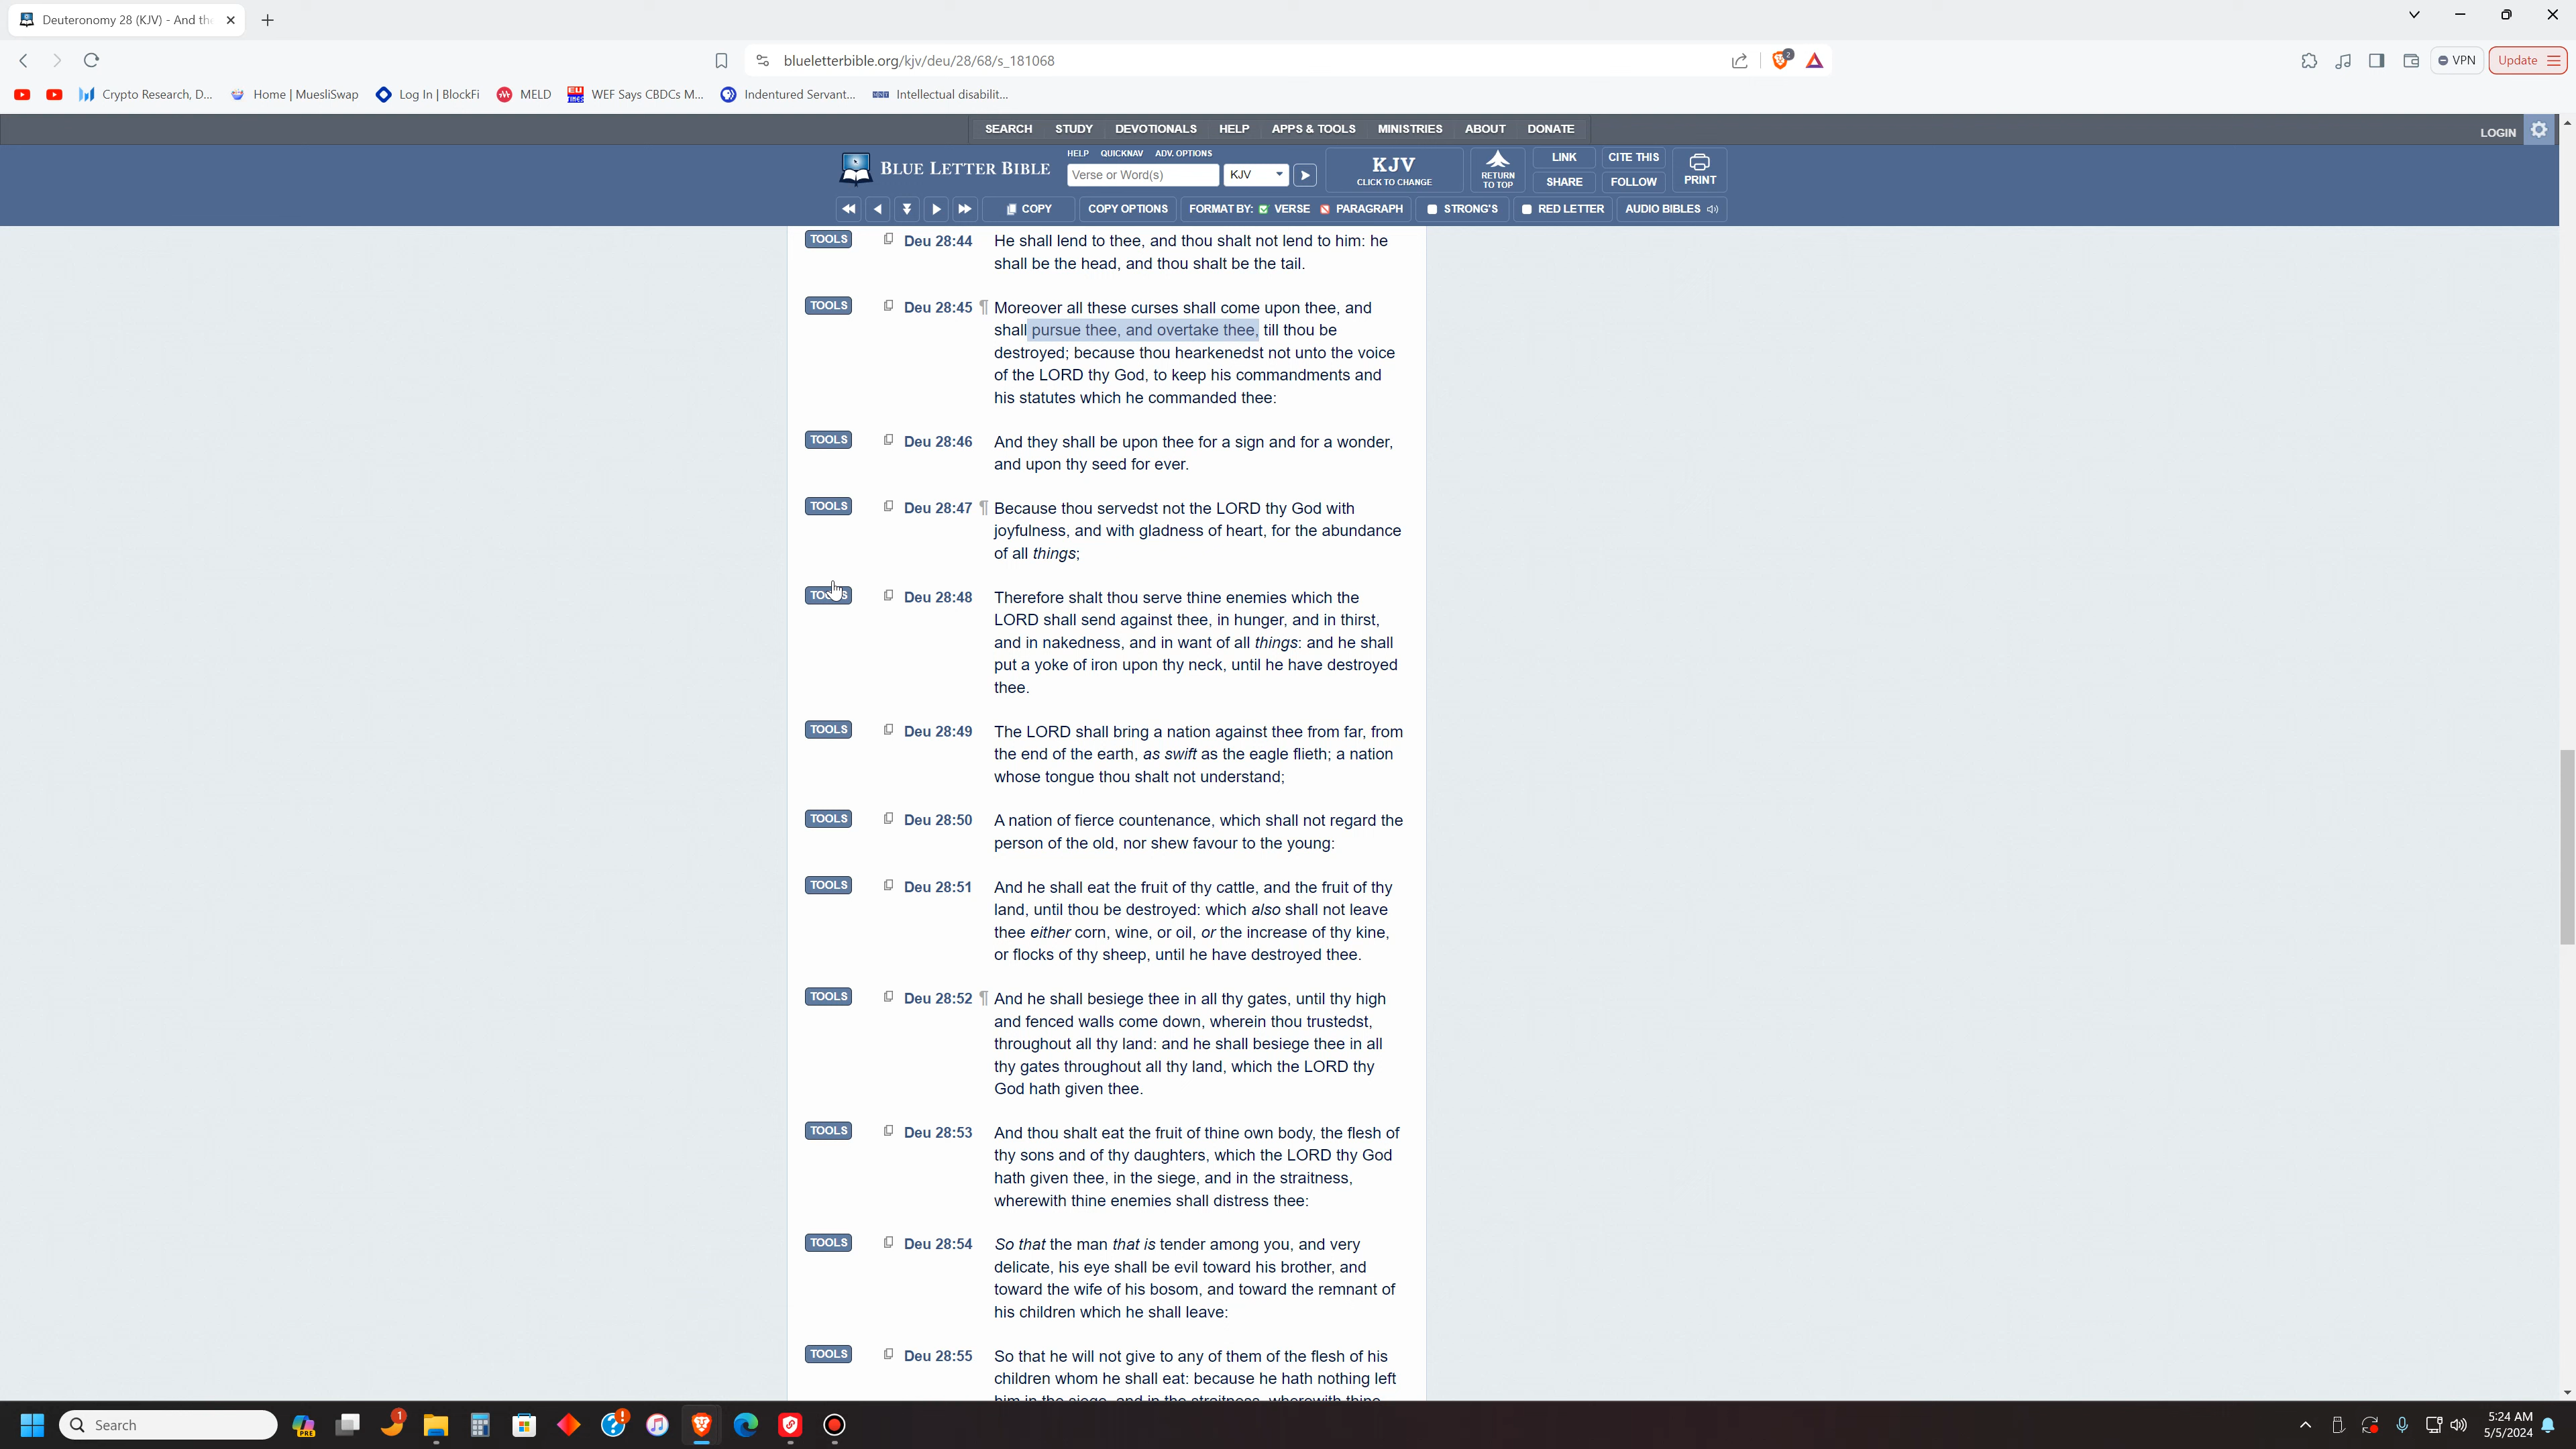 Deuteronomy 28 (KJV) - And the
blueletterbible.org/kjv/deu/28/68/s_181068
2
VPN
Update
Crypto Research, D...
Home | MuesliSwap
Log In | BlockFi
MELD
WEF Says CBDCs M...
Indentured Servant...
Intellectual disabilit...
SEARCH STUDY DEVOTIONALS HELP APPS & TOOLS MINISTRIES ABOUT DONATE
LOGIN
BLUE LETTER BIBLE
HELP QUICKNAV ADV. OPTIONS
Verse or Word(s)
KJV
KJV
CLICK TO CHANGE
RETURN
TO TOP
LINK
CITE THIS
SHARE
FOLLOW
PRINT
COPY
COPY OPTIONS
FORMAT BY: VERSE PARAGRAPH
STRONG'S
RED LETTER
AUDIO BIBLES
TOOLS Deu 28:44 He shall lend to thee, and thou shalt not lend to him: he
shall be the head, and thou shalt be the tail.
TOOLS Deu 28:45 ¶ Moreover all these curses shall come upon thee, and
shall pursue thee, and overtake thee, till thou be
destroyed; because thou hearkenedst not unto the voice
of the LORD thy God, to keep his commandments and
his statutes which he commanded thee:
TOOLS Deu 28:46 And they shall be upon thee for a sign and for a wonder,
and upon thy seed for ever.
TOOLS Deu 28:47 ¶ Because thou servedst not the LORD thy God with
joyfulness, and with gladness of heart, for the abundance
of all things;
TOOLS Deu 28:48 Therefore shalt thou serve thine enemies which the
LORD shall send against thee, in hunger, and in thirst,
and in nakedness, and in want of all things: and he shall
put a yoke of iron upon thy neck, until he have destroyed
thee.
TOOLS Deu 28:49 The LORD shall bring a nation against thee from far, from
the end of the earth, as swift as the eagle flieth; a nation
whose tongue thou shalt not understand;
TOOLS Deu 28:50 A nation of fierce countenance, which shall not regard the
person of the old, nor shew favour to the young:
TOOLS Deu 28:51 And he shall eat the fruit of thy cattle, and the fruit of thy
land, until thou be destroyed: which also shall not leave
thee either corn, wine, or oil, or the increase of thy kine,
or flocks of thy sheep, until he have destroyed thee.
TOOLS Deu 28:52 ¶ And he shall besiege thee in all thy gates, until thy high
and fenced walls come down, wherein thou trustedst,
throughout all thy land: and he shall besiege thee in all
thy gates throughout all thy land, which the LORD thy
God hath given thee.
TOOLS Deu 28:53 And thou shalt eat the fruit of thine own body, the flesh of
thy sons and of thy daughters, which the LORD thy God
hath given thee, in the siege, and in the straitness,
wherewith thine enemies shall distress thee:
TOOLS Deu 28:54 So that the man that is tender among you, and very
delicate, his eye shall be evil toward his brother, and
toward the wife of his bosom, and toward the remnant of
his children which he shall leave:
TOOLS Deu 28:55 So that he will not give to any of them of the flesh of his
children whom he shall eat: because he hath nothing left
him in the siege, and in the straitness, wherewith thine
Search
PRE
1
5:24 AM
5/5/2024